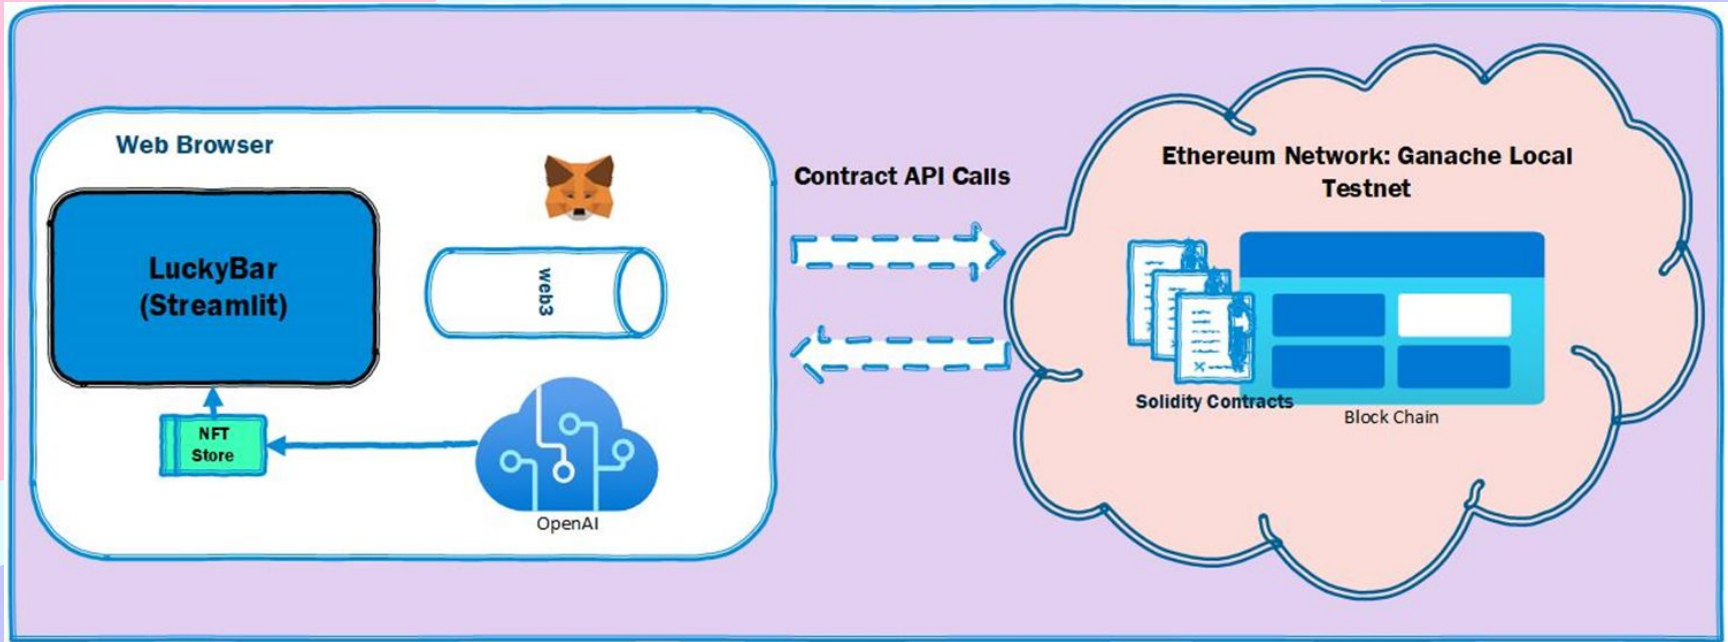 Web Browser
LuckyBar
(Streamlit)
web3
NFT
Store
OpenAI
Contract API Calls
Ethereum Network: Ganache Local
Testnet
Solidity Contracts
Block Chain